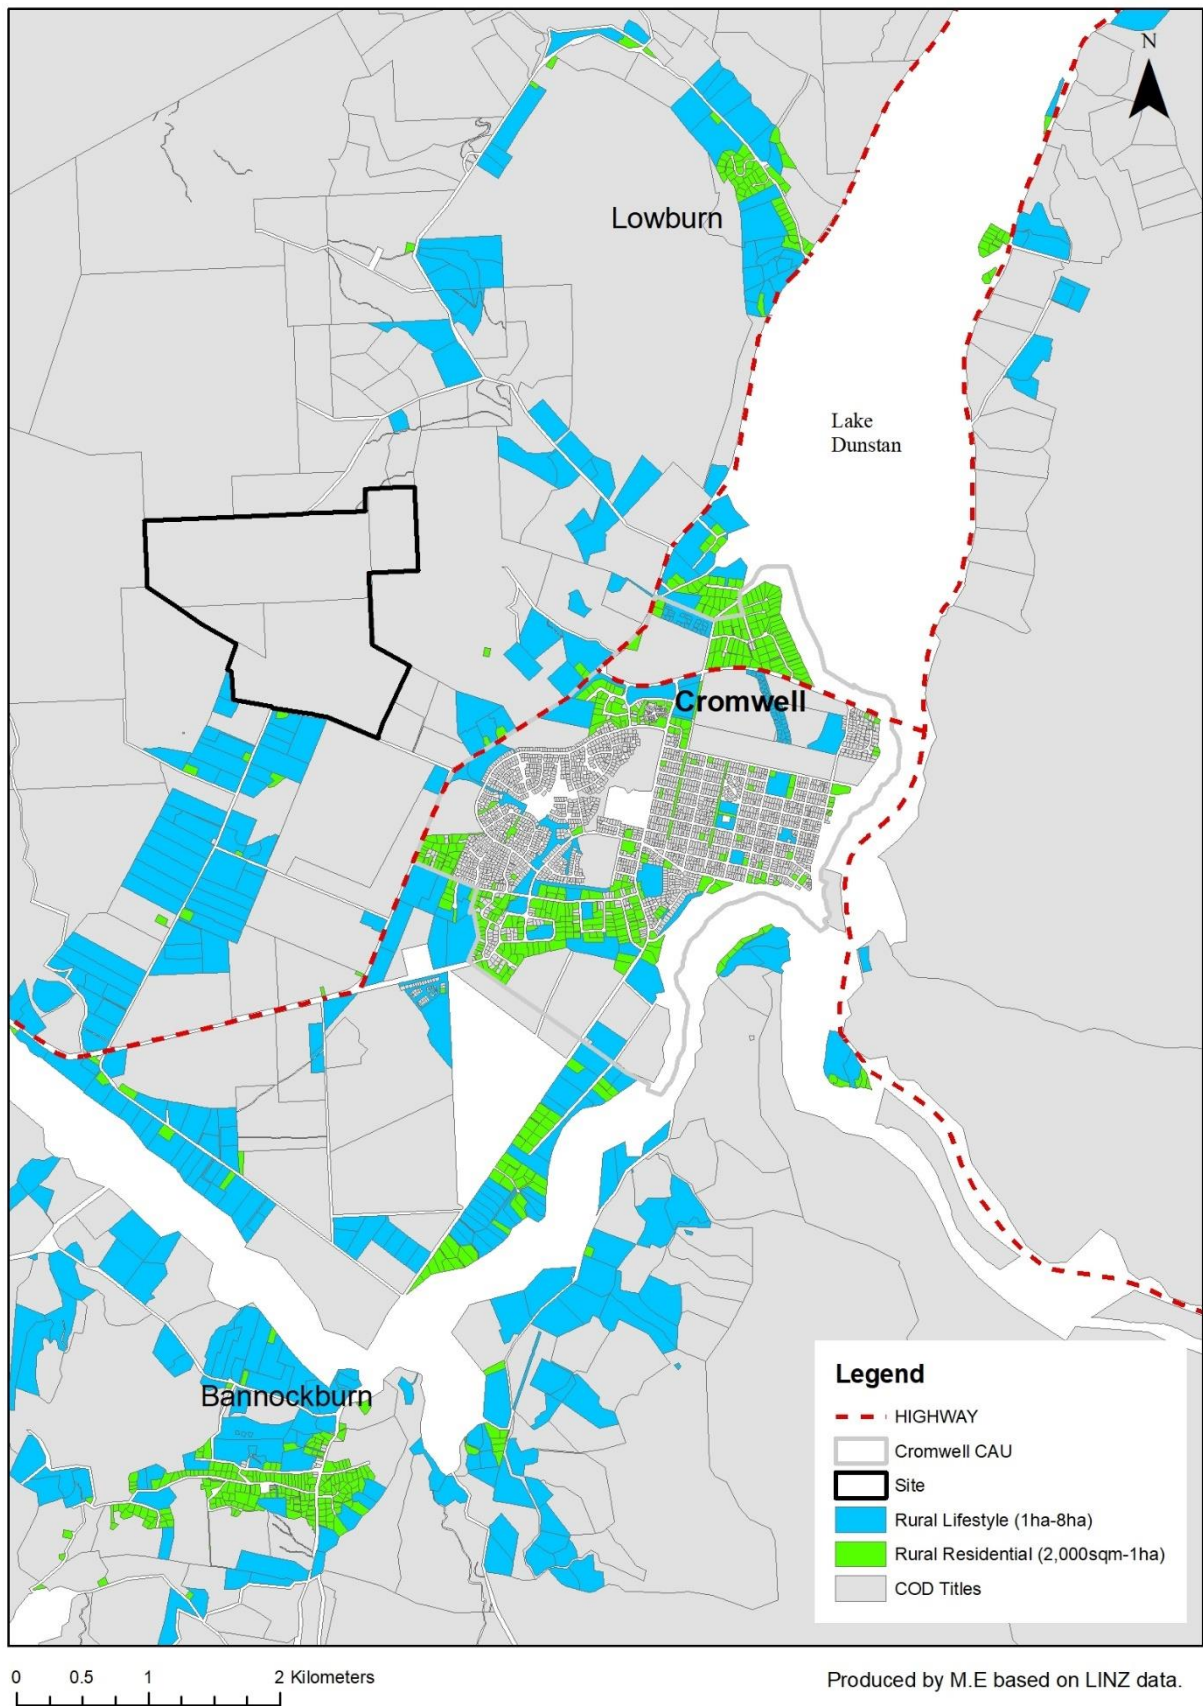 N
Lowburn
Lake
Dunstan
Cromwell
Bannockburn
Legend
HIGHWAY
Cromwell CAU
Site
Rural Lifestyle (1ha-8ha)
Rural Residential (2,000sqm-1ha)
COD Titles
0 0.5 1 2 Kilometers
Produced by M.E based on LINZ data.